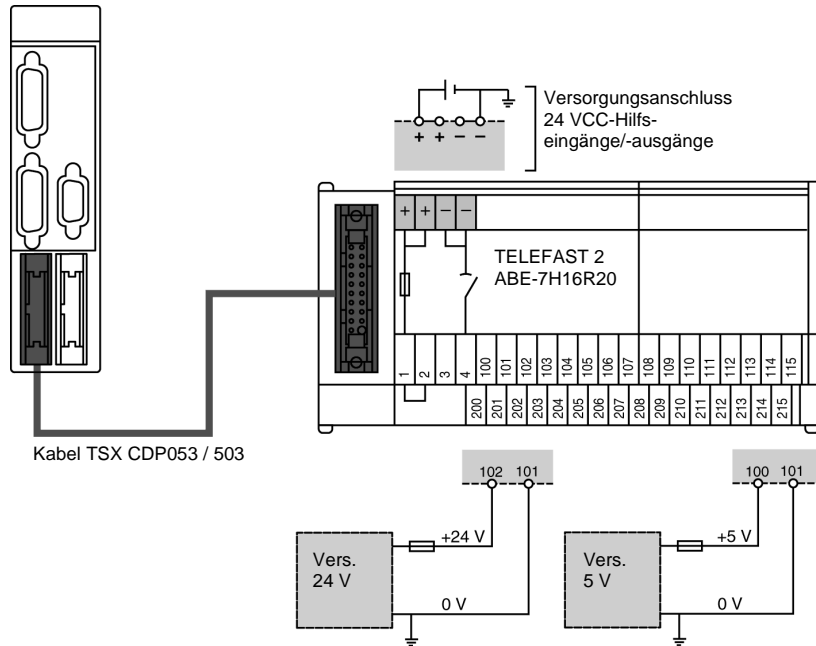 Versorgungsanschluss
24 VCC-Hilfs-
eingänge/-ausgänge
+ + – –
+ + – –
TELEFAST 2
ABE-7H16R20
1 2 3 4 100 101 102 103 104 105 106 107 108 109 110 111 112 113 114 115
200 201 202 203 204 205 206 207 208 209 210 211 212 213 214 215
Kabel TSX CDP053 / 503
102 101
+24 V
Vers.
24 V
0 V
100 101
+5 V
Vers.
5 V
0 V